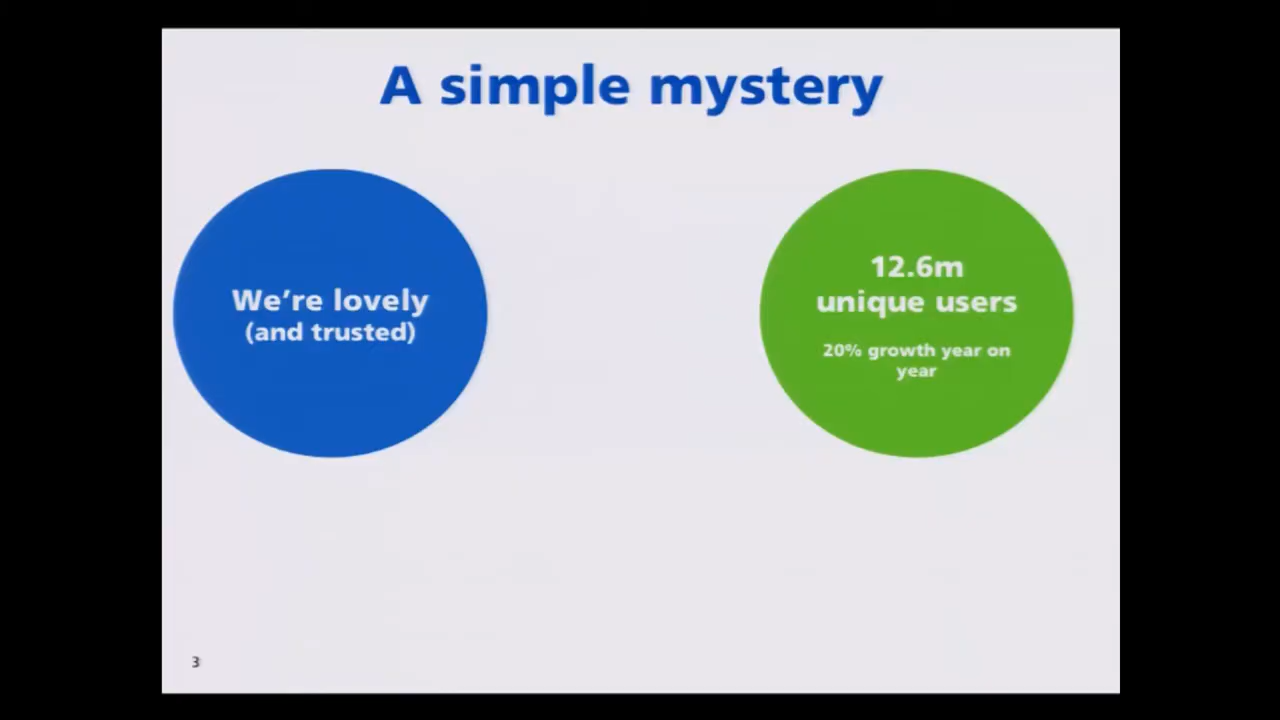 A simple mystery
We're lovely
(and trusted)
12.6m
unique users
20% growth year on
year
3